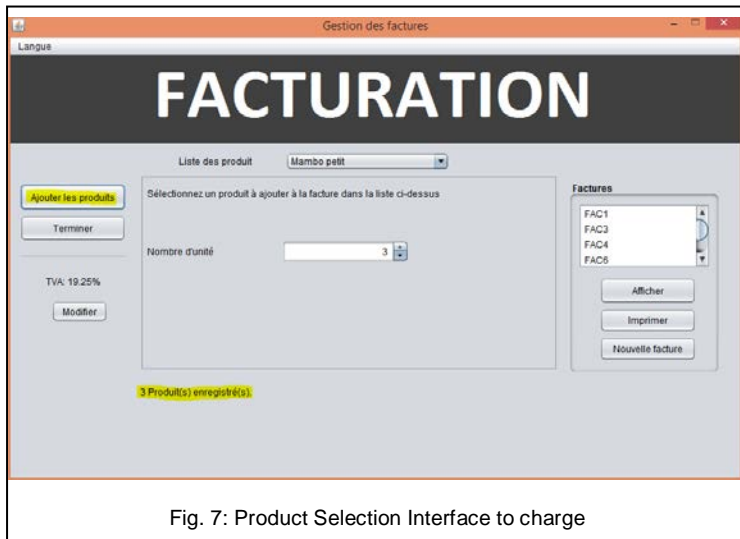 Gestion des factures
Langue
FACTURATION
Liste des produit Mambo petit
Ajouter les produits
Sélectionnez un produit à ajouter à la facture dans la liste ci-dessus
Terminer
Nombre d'unité 3
TVA: 19.25%
Modifier
Factures
FAC1
FAC3
FAC4
FAC6
Afficher
Imprimer
Nouvelle facture
3 Produit(s) enregistré(s).
Fig. 7: Product Selection Interface to charge